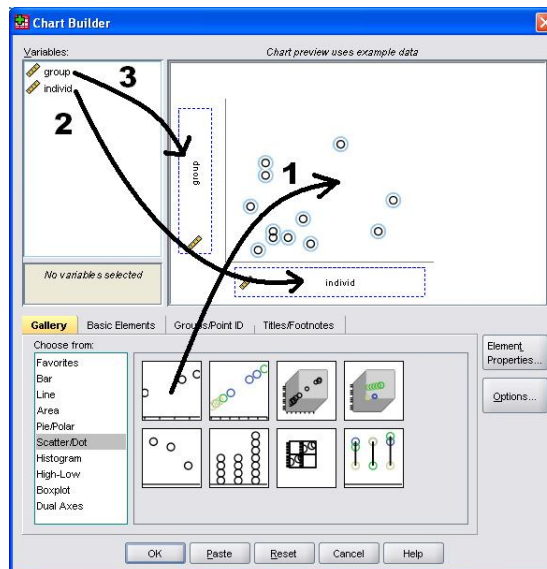 Chart Builder
Variables:
Chart preview uses example data
group
individ
3
2
1
group
individ
No variables selected
Gallery
Basic Elements
Groups/Point ID
Titles/Footnotes
Choose from:
Favorites
Bar
Line
Area
Pie/Polar
Scatter/Dot
Histogram
High-Low
Boxplot
Dual Axes
Element
Properties...
Options...
OK
Paste
Reset
Cancel
Help